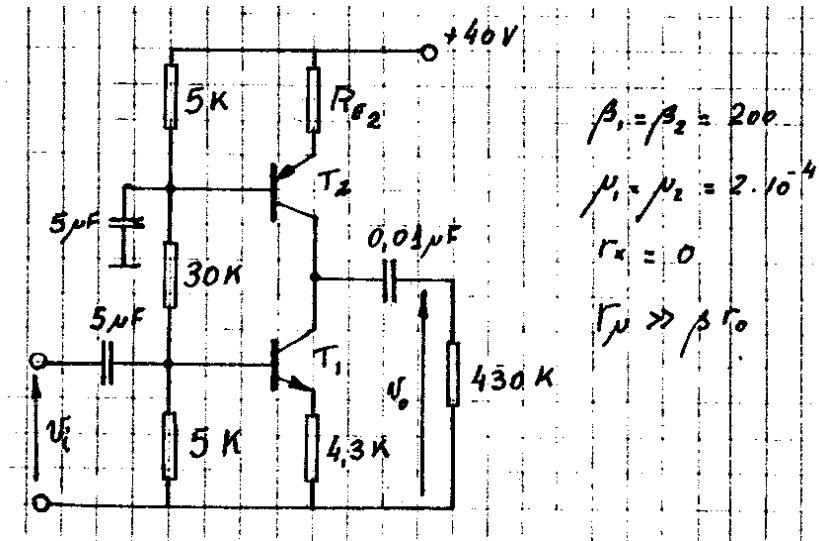 +40V
5K
R_E2
T2
5μF
0,01μF
30K
5μF
T1
430K
v_o
v_i
5K
4,3K
β1 = β2 = 200
μ1 = μ2 = 2·10^-4
r_x = 0
r_μ ≫ β r_o